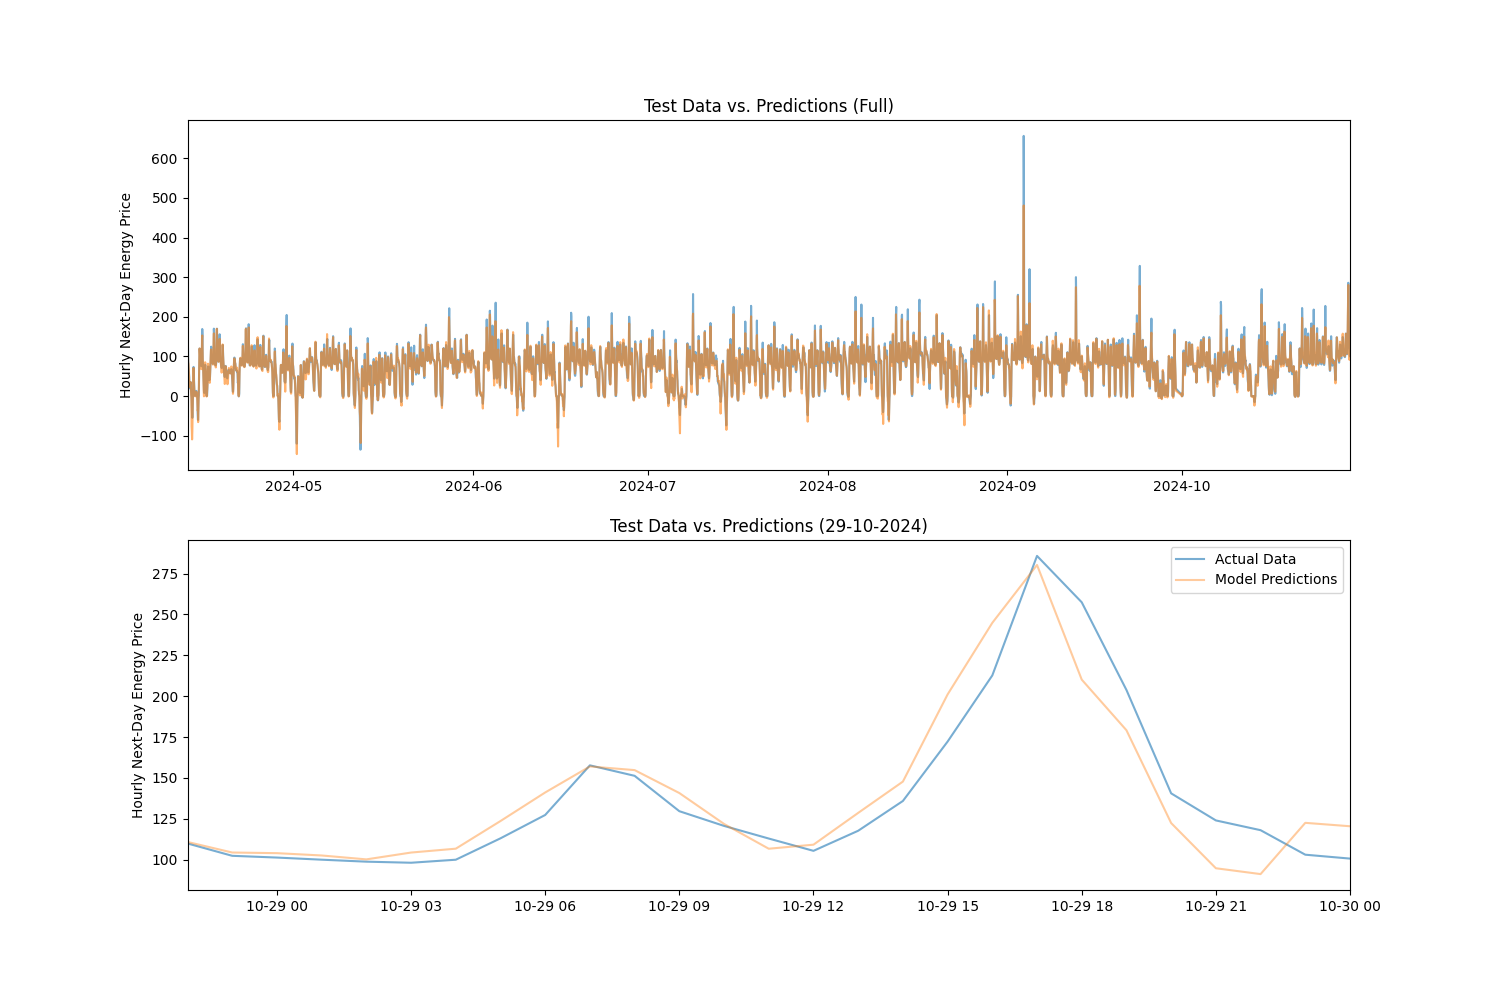 Test Data vs. Predictions (Full)
Hourly Next-Day Energy Price
600
500
400
300
200
100
0
−100
2024-05 2024-06 2024-07 2024-08 2024-09 2024-10
Test Data vs. Predictions (29-10-2024)
Hourly Next-Day Energy Price
275
250
225
200
175
150
125
100
Actual Data
Model Predictions
10-29 00 10-29 03 10-29 06 10-29 09 10-29 12 10-29 15 10-29 18 10-29 21 10-30 00